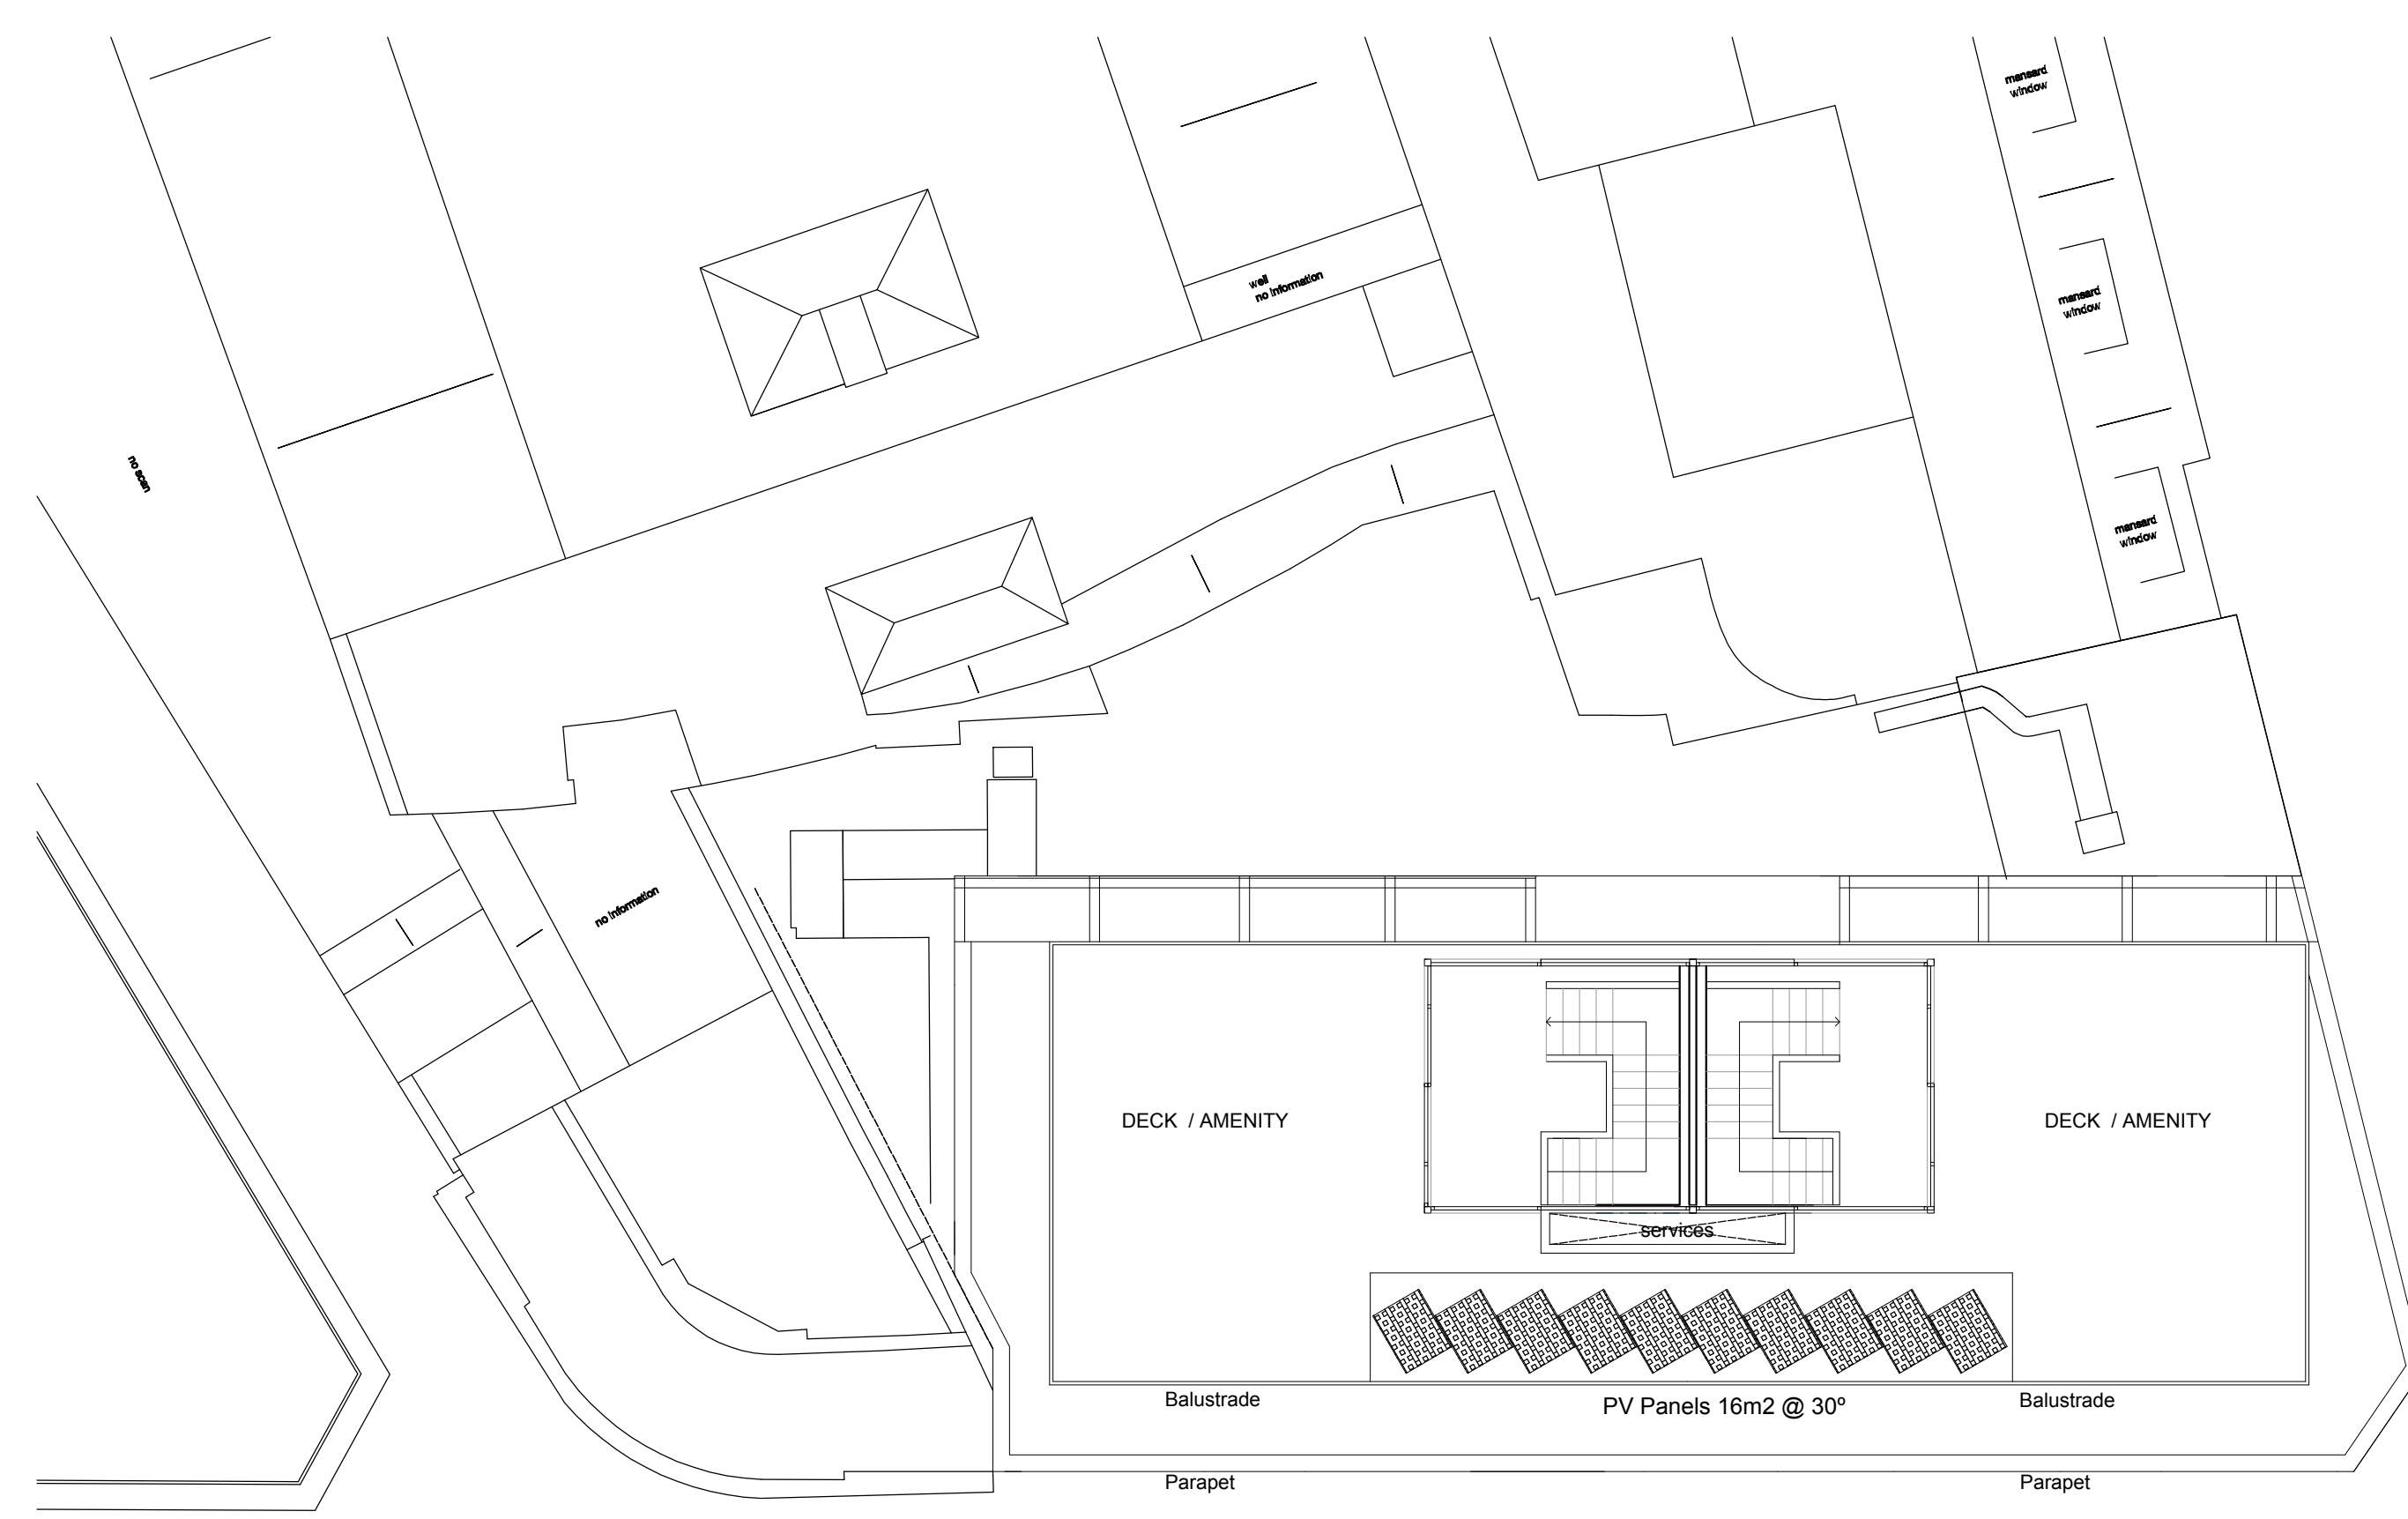 mansard
window
well
no information
mansard
window
no scan
mansard
window
no information
DECK / AMENITY
DECK / AMENITY
services
Balustrade
PV Panels 16m2 @ 30º
Balustrade
Parapet
Parapet